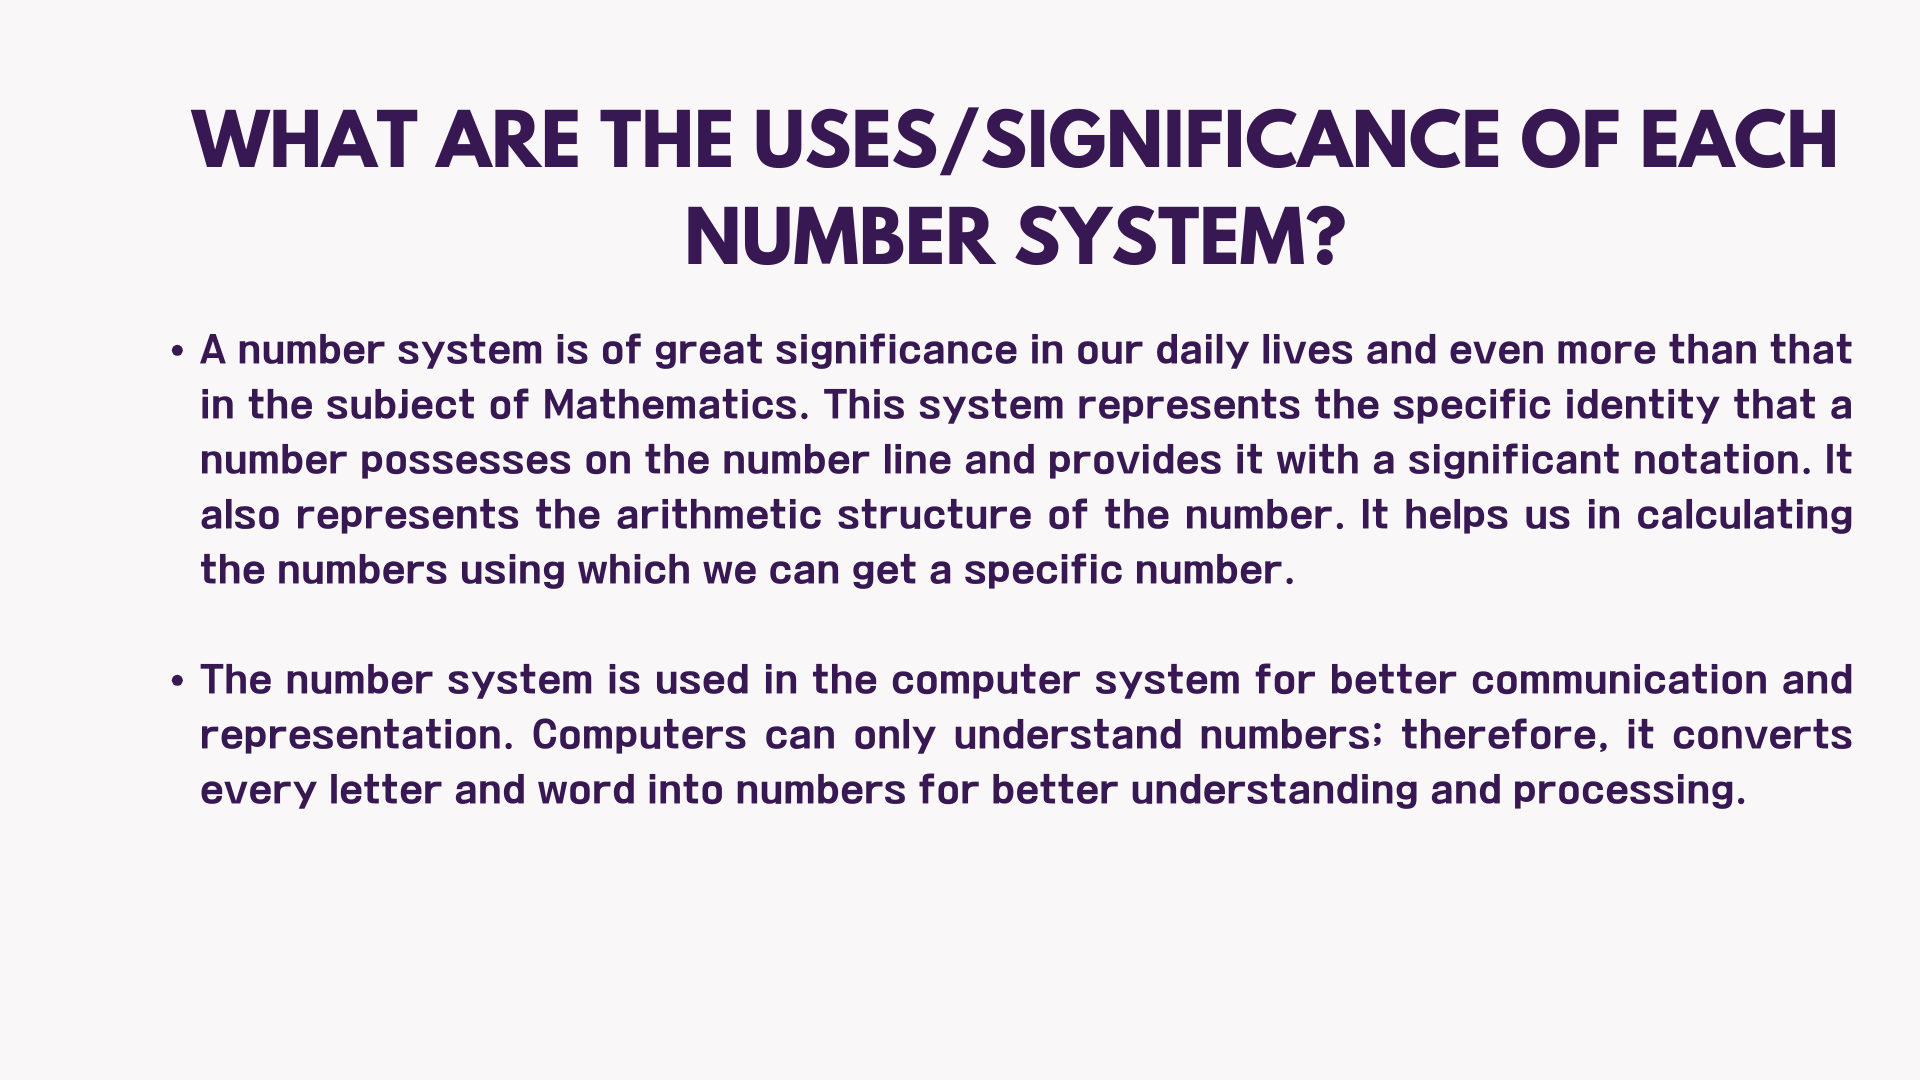 WHAT ARE THE USES/SIGNIFICANCE OF EACH
NUMBER SYSTEM?
• A number system is of great significance in our daily lives and even more than that
in the subject of Mathematics. This system represents the specific identity that a
number possesses on the number line and provides it with a significant notation. It
also represents the arithmetic structure of the number. It helps us in calculating
the numbers using which we can get a specific number.
• The number system is used in the computer system for better communication and
representation. Computers can only understand numbers; therefore, it converts
every letter and word into numbers for better understanding and processing.